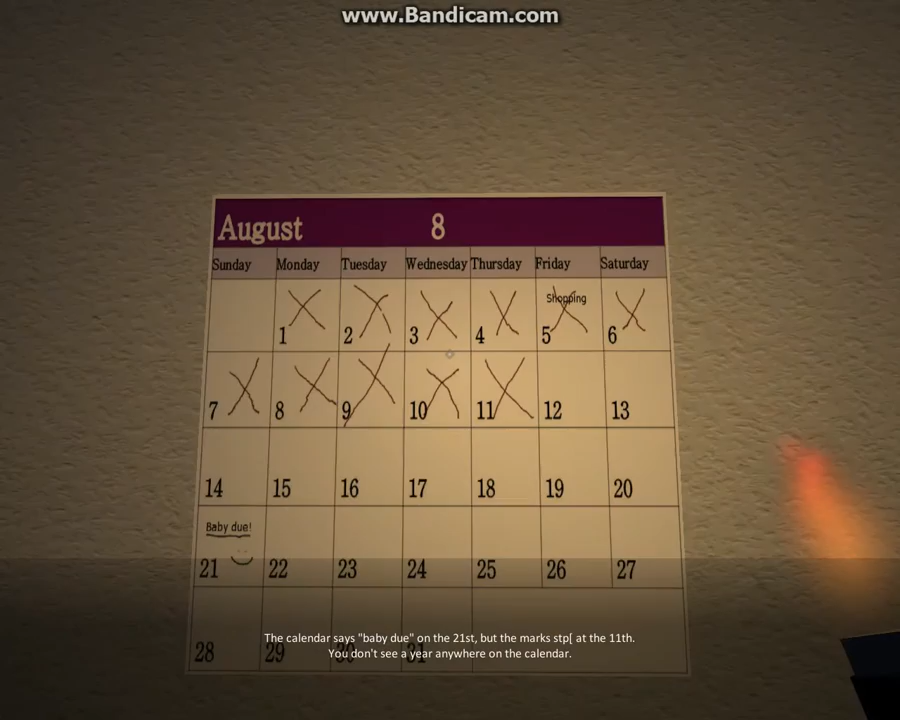 www.Bandicam.com
August 8
Sunday Monday Tuesday Wednesday Thursday Friday Saturday
Shopping
1 2 3 4 5 6
7 8 9 10 11 12 13
14 15 16 17 18 19 20
Baby due!
21 22 23 24 25 26 27
28 29 30 31
The calendar says "baby due" on the 21st, but the marks stp[ at the 11th.
You don't see a year anywhere on the calendar.